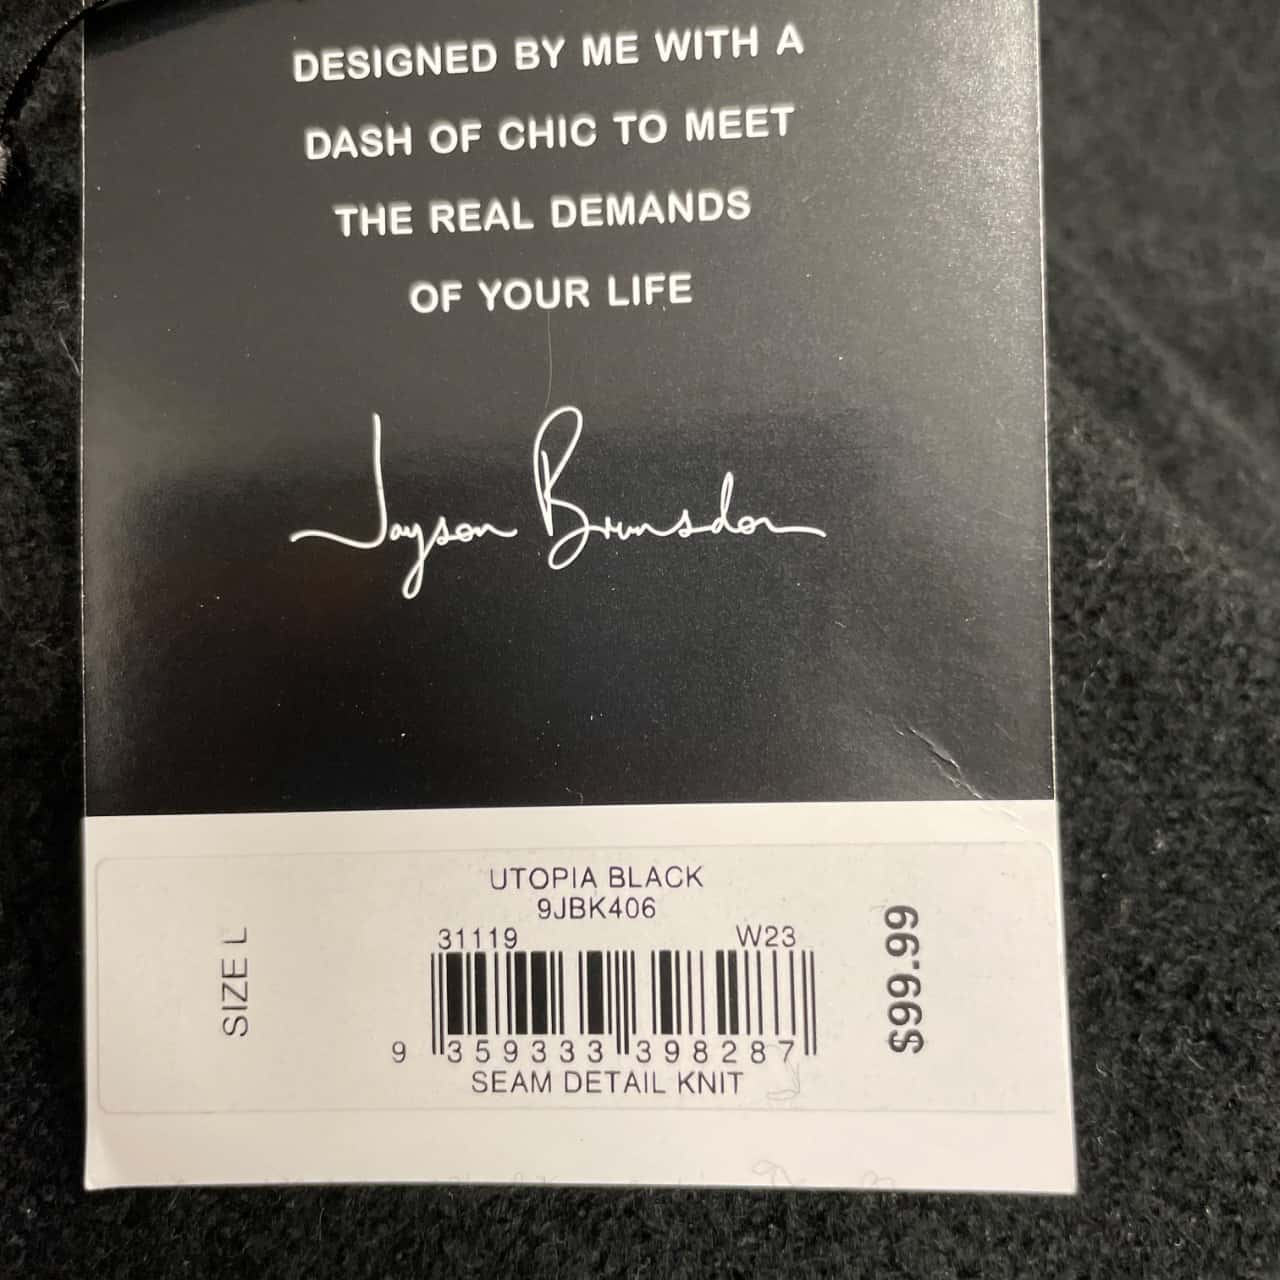 DESIGNED BY ME WITH A
DASH OF CHIC TO MEET
THE REAL DEMANDS
OF YOUR LIFE
Jayson Brunsdon
UTOPIA BLACK
9JBK406
31119 W23
9 359333 398287
SEAM DETAIL KNIT
SIZE L
$99.99